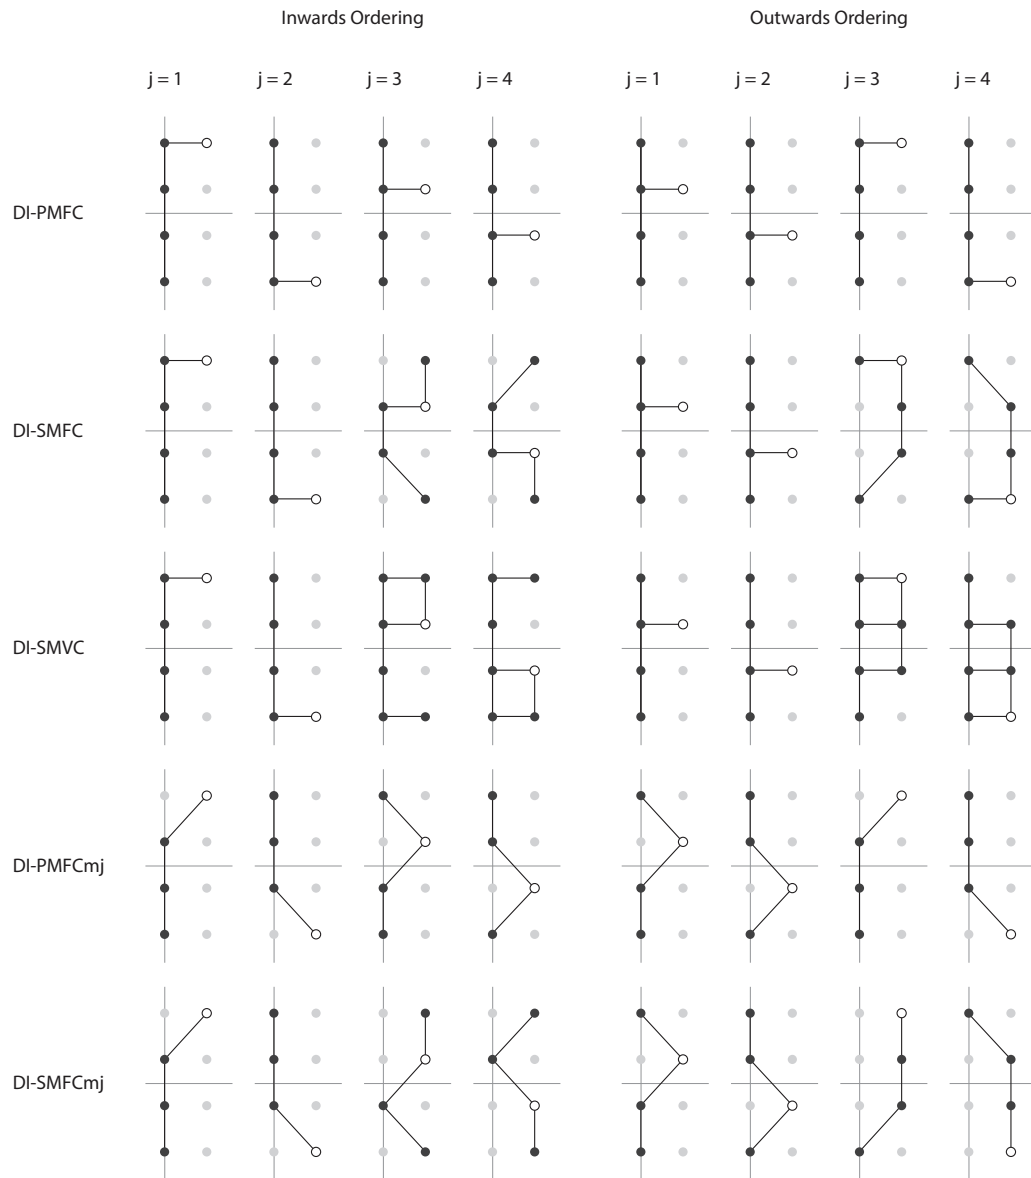 Inwards Ordering Outwards Ordering
j = 1 j = 2 j = 3 j = 4 j = 1 j = 2 j = 3 j = 4
DI-PMFC
DI-SMFC
DI-SMVC
DI-PMFCmj
DI-SMFCmj